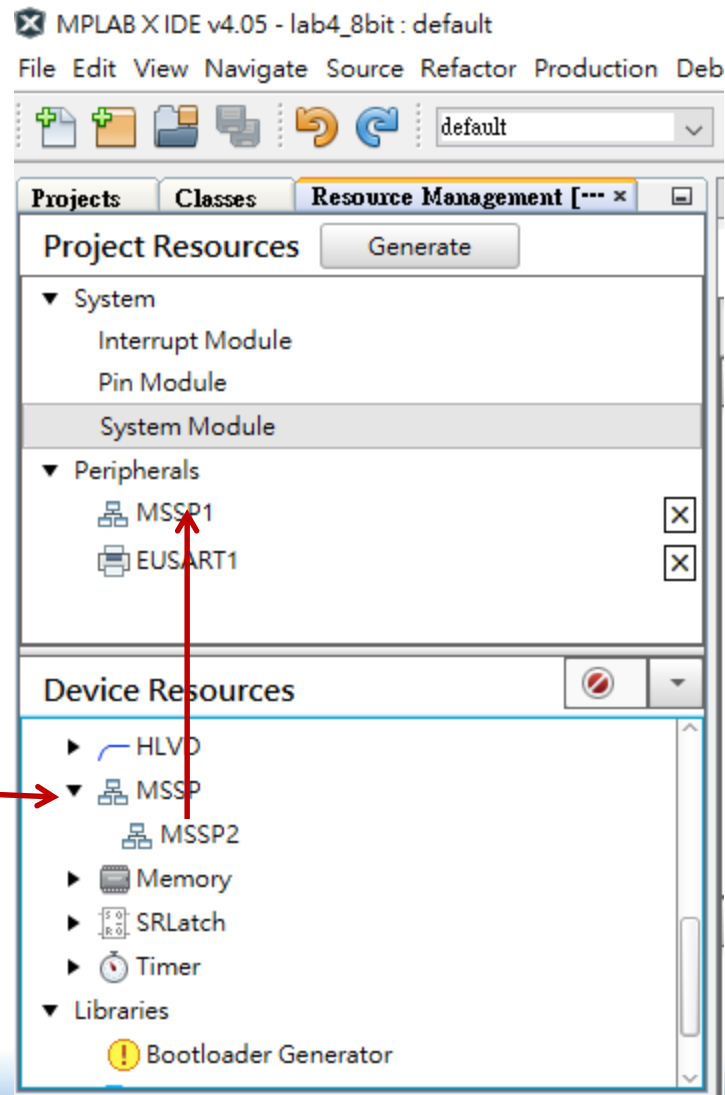 MPLAB X IDE v4.05 - lab4_8bit : default
File Edit View Navigate Source Refactor Production Deb
default
Projects Classes Resource Management [--- ×
Project Resources Generate
System
Interrupt Module
Pin Module
System Module
Peripherals
MSSP1
EUSART1
Device Resources
HLVD
MSSP
MSSP2
Memory
SRLatch
Timer
Libraries
Bootloader Generator